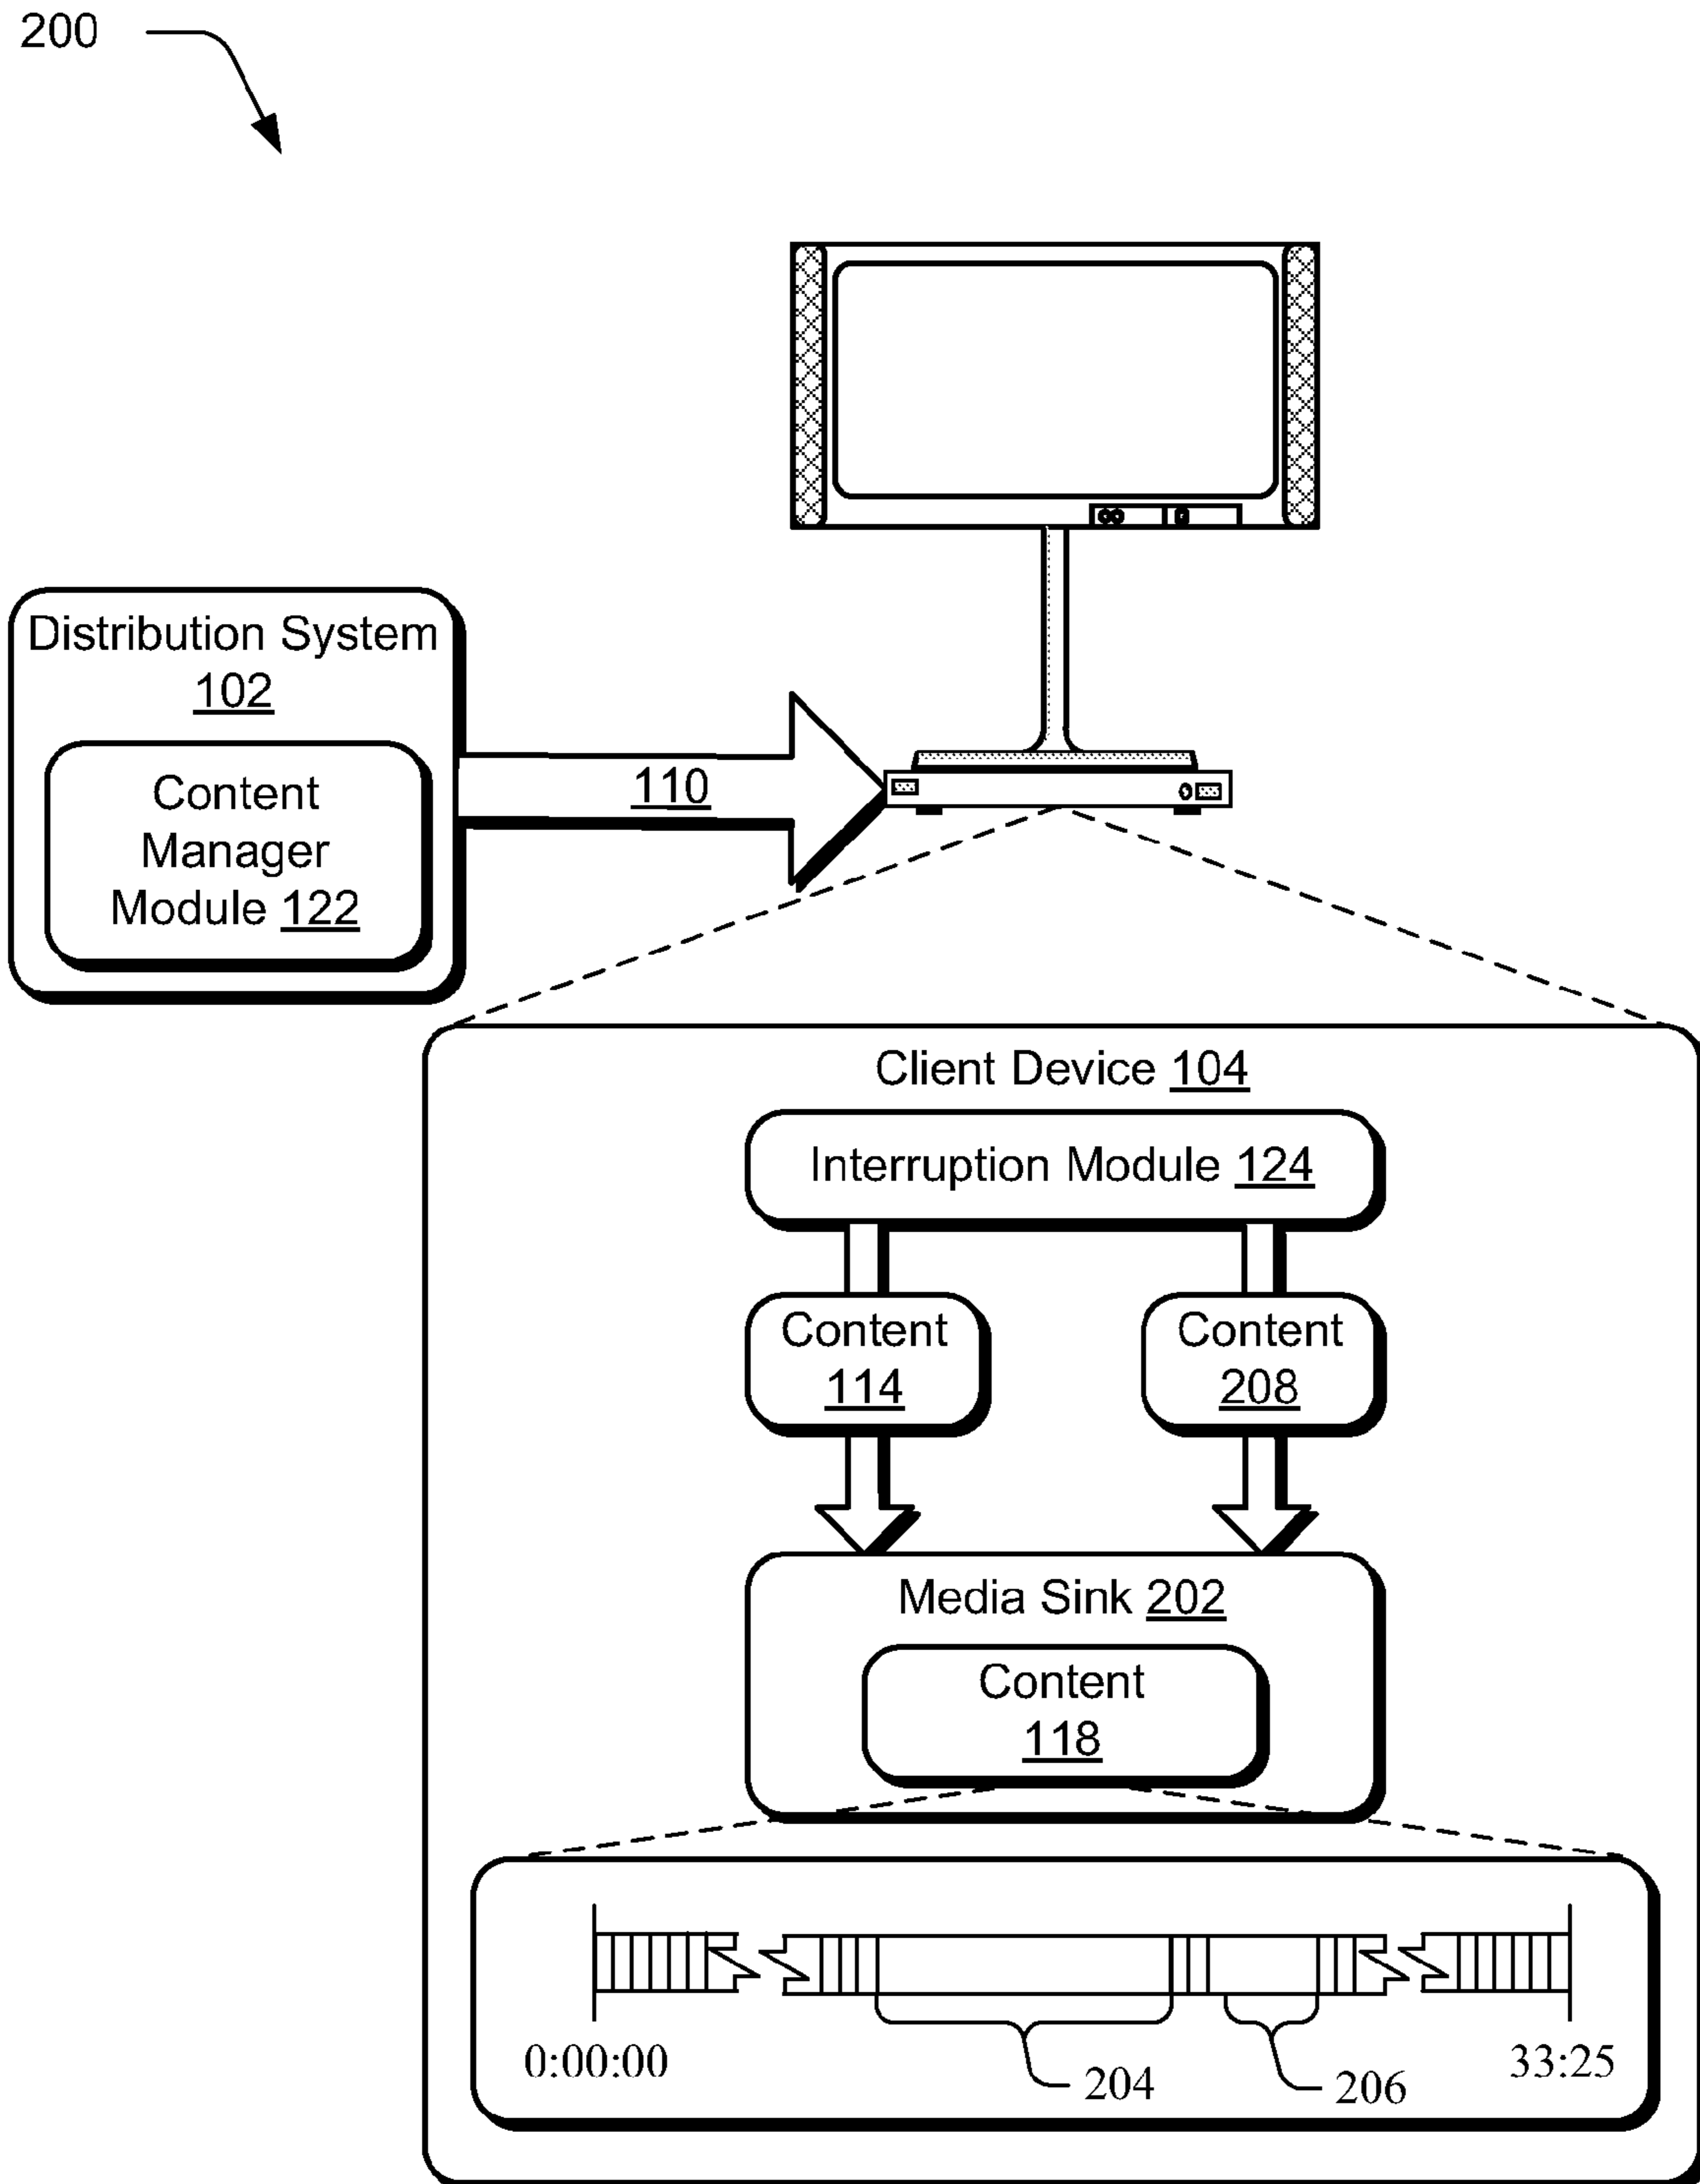 200
Distribution System
102
Content
Manager
Module 122
110
Client Device 104
Interruption Module 124
Content
114
Content
208
Media Sink 202
Content
118
0:00:00
204
206
33:25